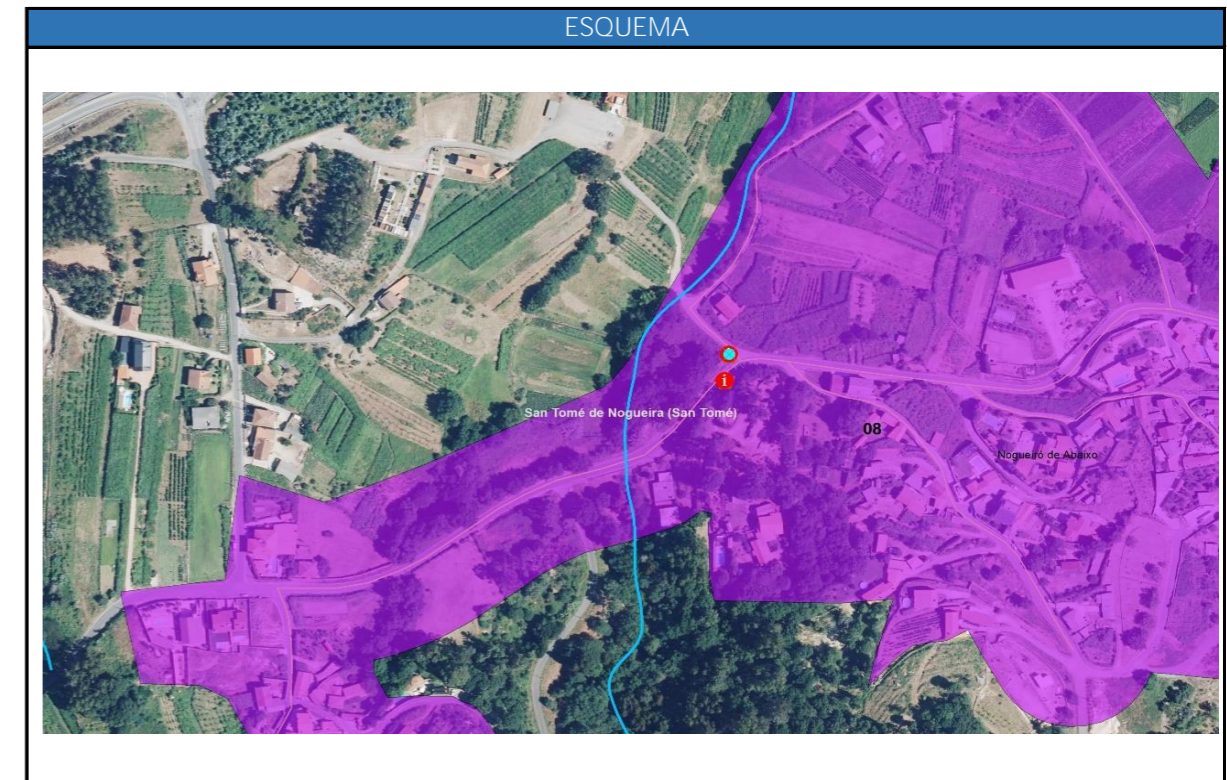 ESQUEMA
i
San Tomé de Nogueira (San Tomé)
08
Nogueiró de Abaixo